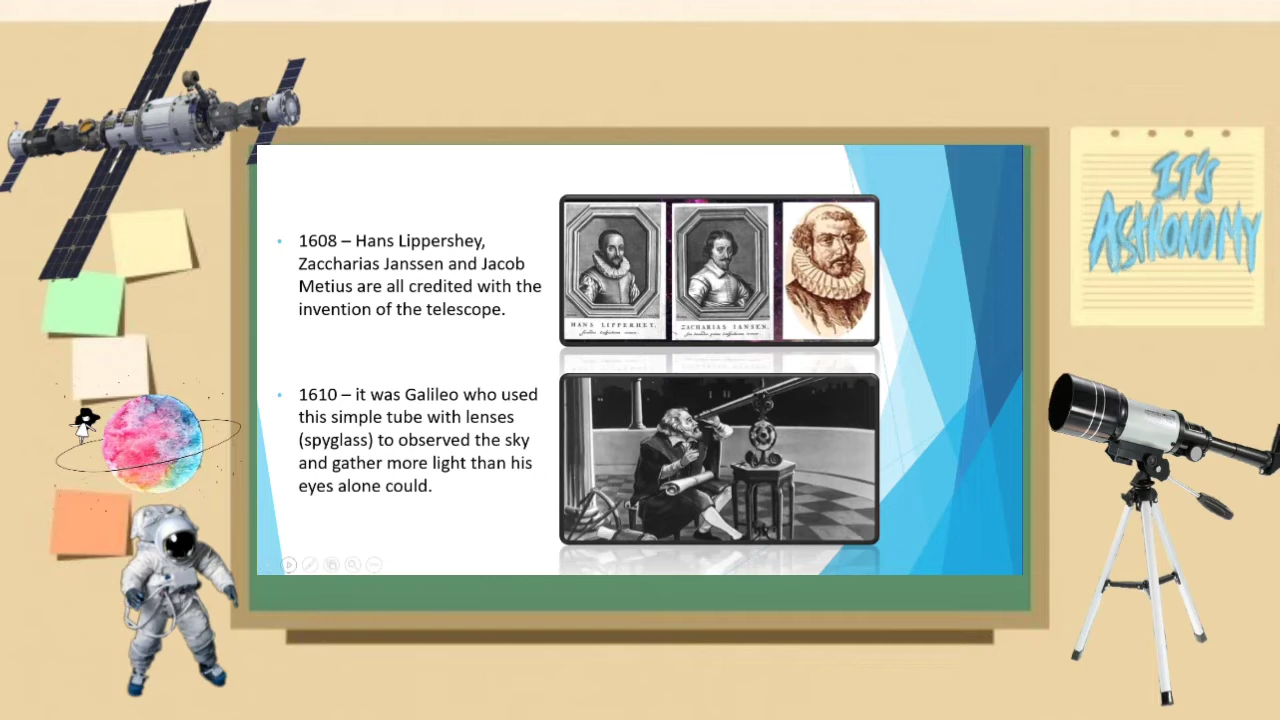 1608 – Hans Lippershey,
Zaccharias Janssen and Jacob
Metius are all credited with the
invention of the telescope.
HANS LIPPERHEY,
ZACHARIAS IANSEN,
1610 – it was Galileo who used
this simple tube with lenses
(spyglass) to observed the sky
and gather more light than his
eyes alone could.
IT'S
ASTRONOMY